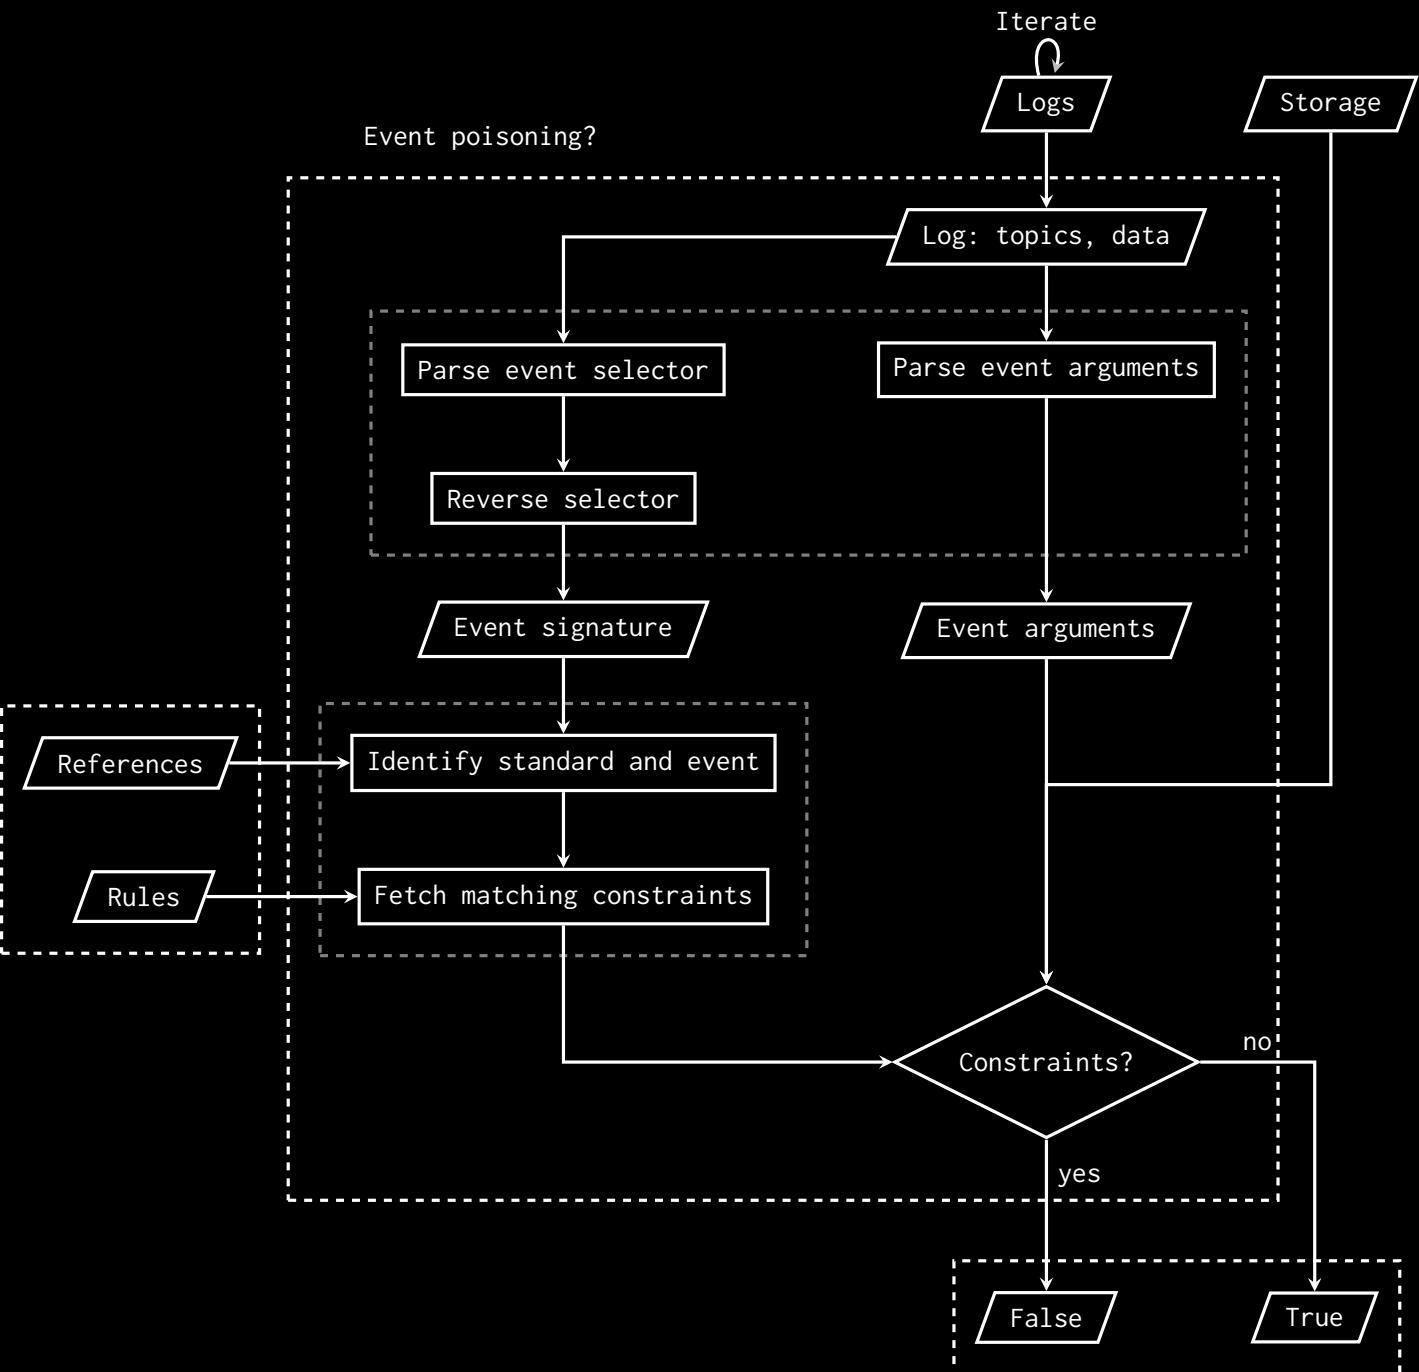 Iterate
Logs
Storage
Event poisoning?
Log: topics, data
Parse event selector
Parse event arguments
Reverse selector
Event signature
Event arguments
References
Identify standard and event
Rules
Fetch matching constraints
Constraints?
no
yes
False
True